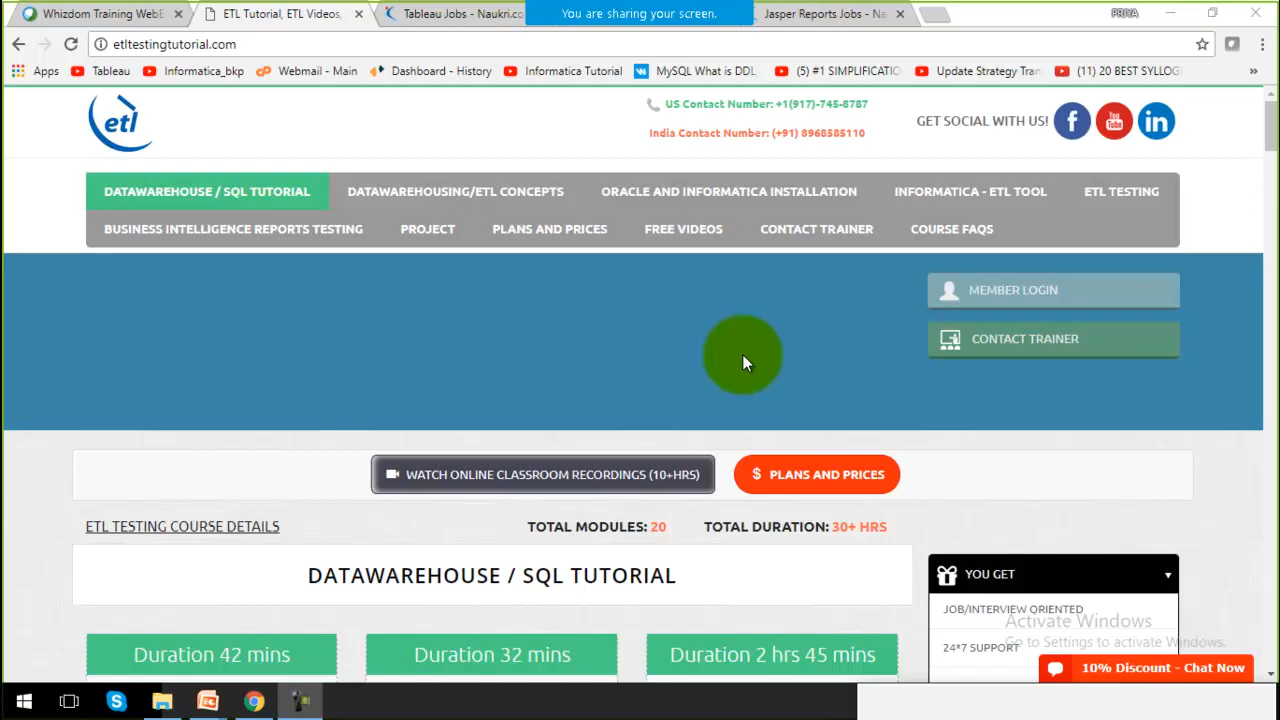 Whizdom Training WebE
ETL Tutorial, ETL Videos,
Tableau Jobs - Naukri.co
You are sharing your screen.
Jasper Reports Jobs - Na
PRIYA
etltestingtutorial.com
Apps
Tableau
Informatica_bkp
Webmail - Main
Dashboard - History
Informatica Tutorial
MySQL What is DDL,
(5) #1 SIMPLIFICATIO
Update Strategy Tran
(11) 20 BEST SYLLOG
»
etl
US Contact Number: +1(917)-745-8787
India Contact Number: (+91) 8968585110
GET SOCIAL WITH US!
f
You Tube
in
DATAWAREHOUSE / SQL TUTORIAL
DATAWAREHOUSING/ETL CONCEPTS
ORACLE AND INFORMATICA INSTALLATION
INFORMATICA - ETL TOOL
ETL TESTING
BUSINESS INTELLIGENCE REPORTS TESTING
PROJECT
PLANS AND PRICES
FREE VIDEOS
CONTACT TRAINER
COURSE FAQS
MEMBER LOGIN
CONTACT TRAINER
WATCH ONLINE CLASSROOM RECORDINGS (10+HRS)
$ PLANS AND PRICES
ETL TESTING COURSE DETAILS
TOTAL MODULES: 20
TOTAL DURATION: 30+ HRS
DATAWAREHOUSE / SQL TUTORIAL
YOU GET
JOB/INTERVIEW ORIENTED
24*7 SUPPORT
Activate Windows
Go to Settings to activate Windows.
Duration 42 mins
Duration 32 mins
Duration 2 hrs 45 mins
10% Discount - Chat Now